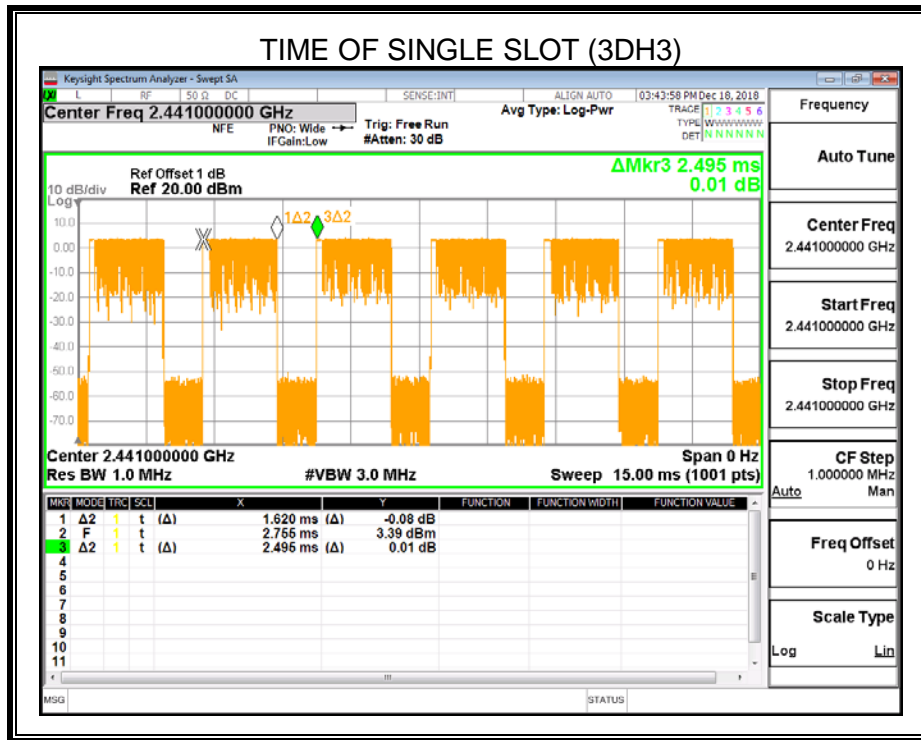 TIME OF SINGLE SLOT (3DH3)
Keysight Spectrum Analyzer - Swept SA
L RF 50 Ω DC SENSE:INT ALIGN AUTO 03:43:58 PM Dec 18, 2018
Center Freq 2.441000000 GHz
NFE PNO: Wide IFGain:Low
Trig: Free Run
#Atten: 30 dB
Avg Type: Log-Pwr
TRACE 1 2 3 4 5 6
TYPE WWWWWW
DET N N N N N N
ΔMkr3 2.495 ms
0.01 dB
Ref Offset 1 dB
10 dB/div Ref 20.00 dBm
Log
1Δ2 3Δ2
10.0
0.00
-10.0
-20.0
-30.0
-40.0
-50.0
-60.0
-70.0
Center 2.441000000 GHz Span 0 Hz
Res BW 1.0 MHz #VBW 3.0 MHz Sweep 15.00 ms (1001 pts)
MKR MODE TRC SCL X Y FUNCTION FUNCTION WIDTH FUNCTION VALUE
1 Δ2 1 t (Δ) 1.620 ms (Δ) -0.08 dB
2 F 1 t 2.755 ms 3.39 dBm
3 Δ2 1 t (Δ) 2.495 ms (Δ) 0.01 dB
4
5
6
7
8
9
10
11
MSG STATUS
Frequency
Auto Tune
Center Freq
2.441000000 GHz
Start Freq
2.441000000 GHz
Stop Freq
2.441000000 GHz
CF Step
1.000000 MHz
Auto Man
Freq Offset
0 Hz
Scale Type
Log Lin